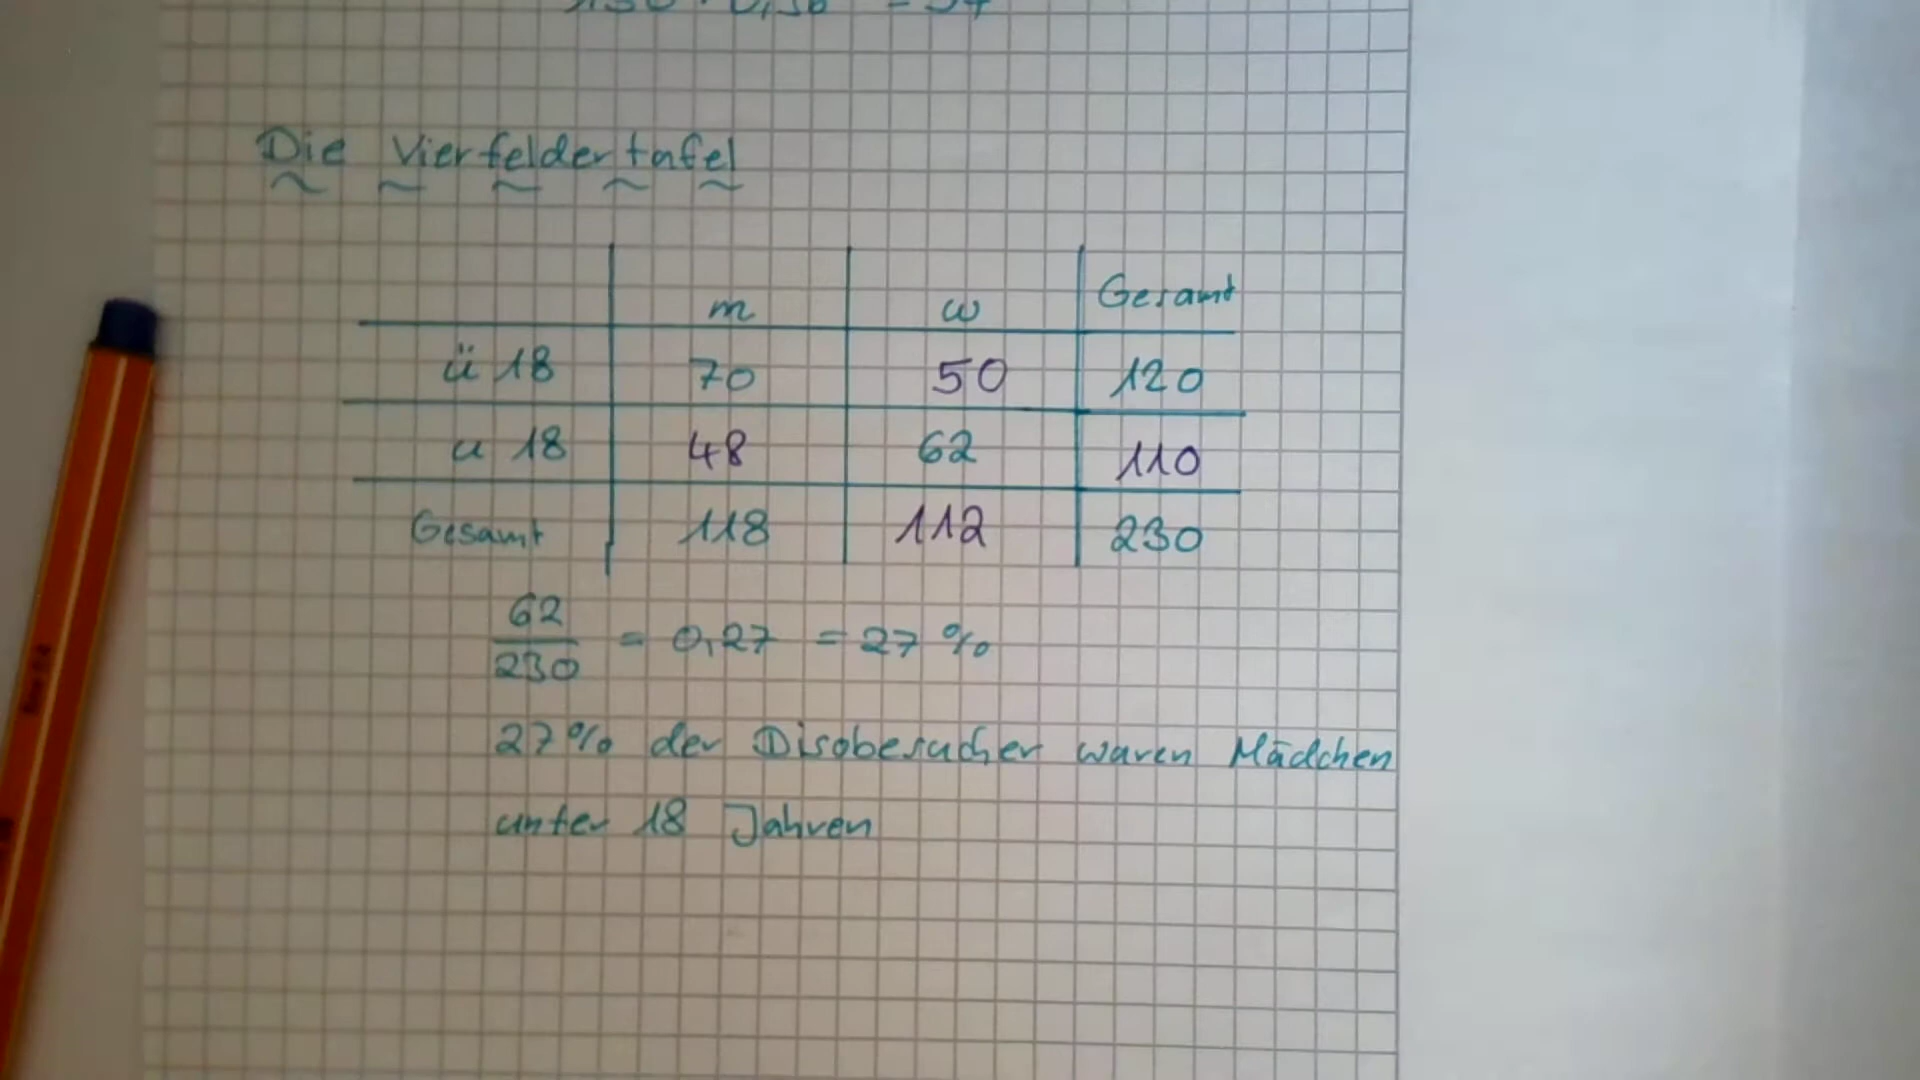 Die Vierfeldertafel
m w Gesamt
ü 18 70 50 120
u 18 48 62 110
Gesamt 118 112 230
62
230
= 0,27 = 27 %
27% der Disobesucher waren Mädchen
unter 18 Jahren